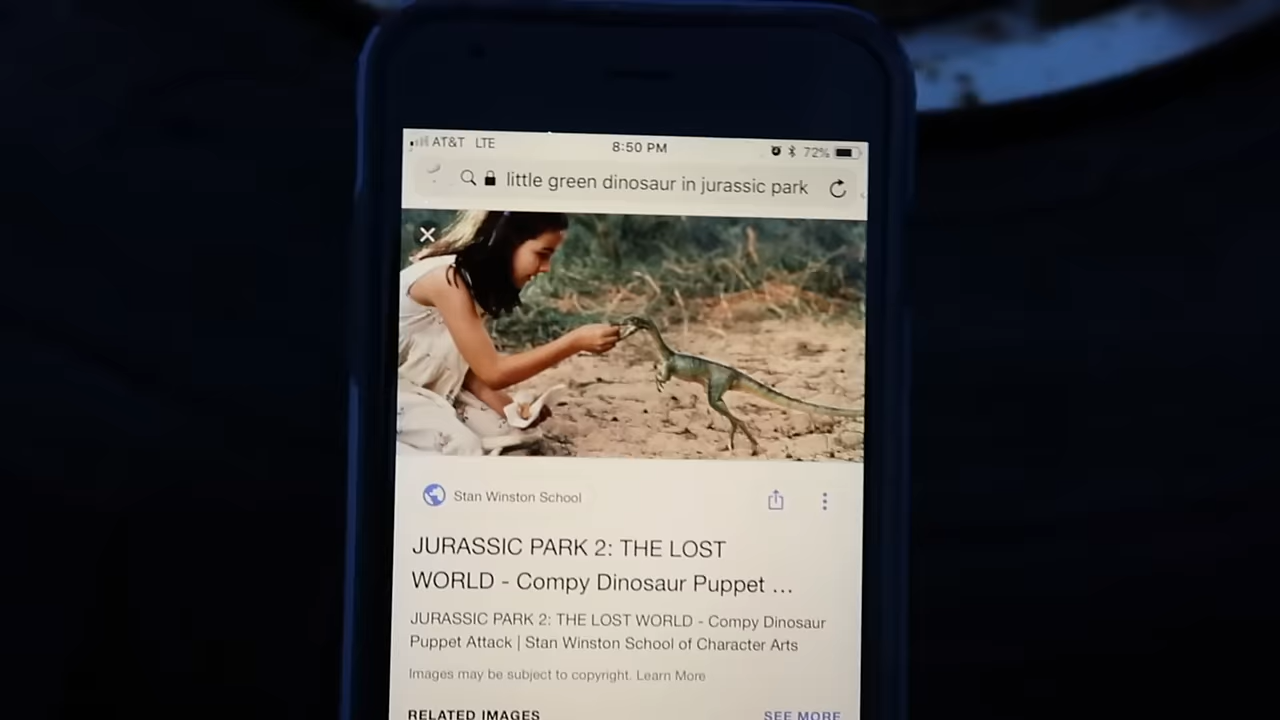 AT&T LTE 8:50 PM 72%
little green dinosaur in jurassic park
Stan Winston School
JURASSIC PARK 2: THE LOST
WORLD - Compy Dinosaur Puppet ...
JURASSIC PARK 2: THE LOST WORLD - Compy Dinosaur
Puppet Attack | Stan Winston School of Character Arts
Images may be subject to copyright. Learn More
RELATED IMAGES SEE MORE